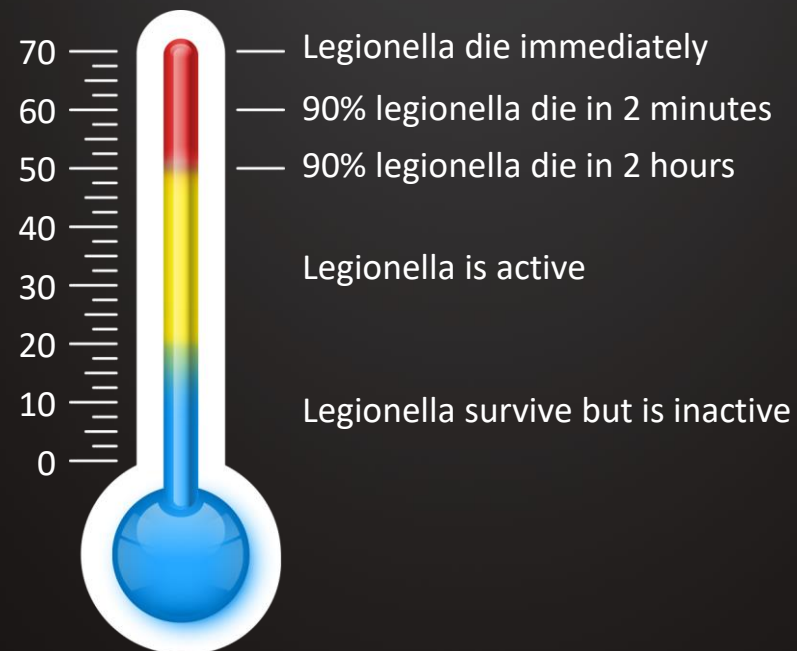 70 Legionella die immediately
60 90% legionella die in 2 minutes
50 90% legionella die in 2 hours
40
Legionella is active
30
20
10 Legionella survive but is inactive
0